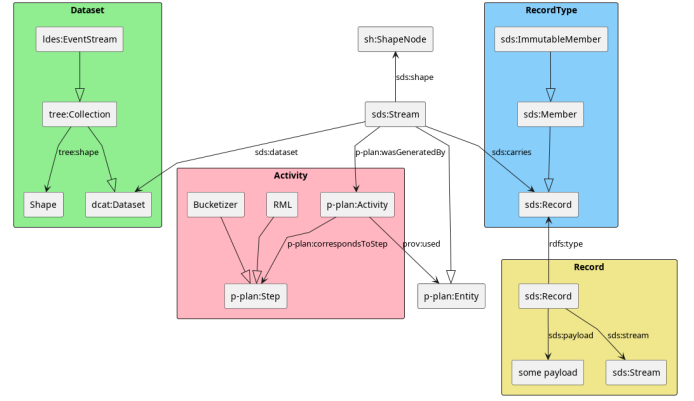 Dataset
RecordType
ldes:EventStream
sh:ShapeNode
sds:ImmutableMember
sds:shape
tree:Collection
sds:Stream
sds:Member
tree:shape
sds:dataset
p-plan:wasGeneratedBy
sds:carries
Activity
Shape
dcat:Dataset
Bucketizer
RML
p-plan:Activity
sds:Record
p-plan:correspondsToStep
prov:used
rdfs:type
Record
p-plan:Step
p-plan:Entity
sds:Record
sds:payload
sds:stream
some payload
sds:Stream